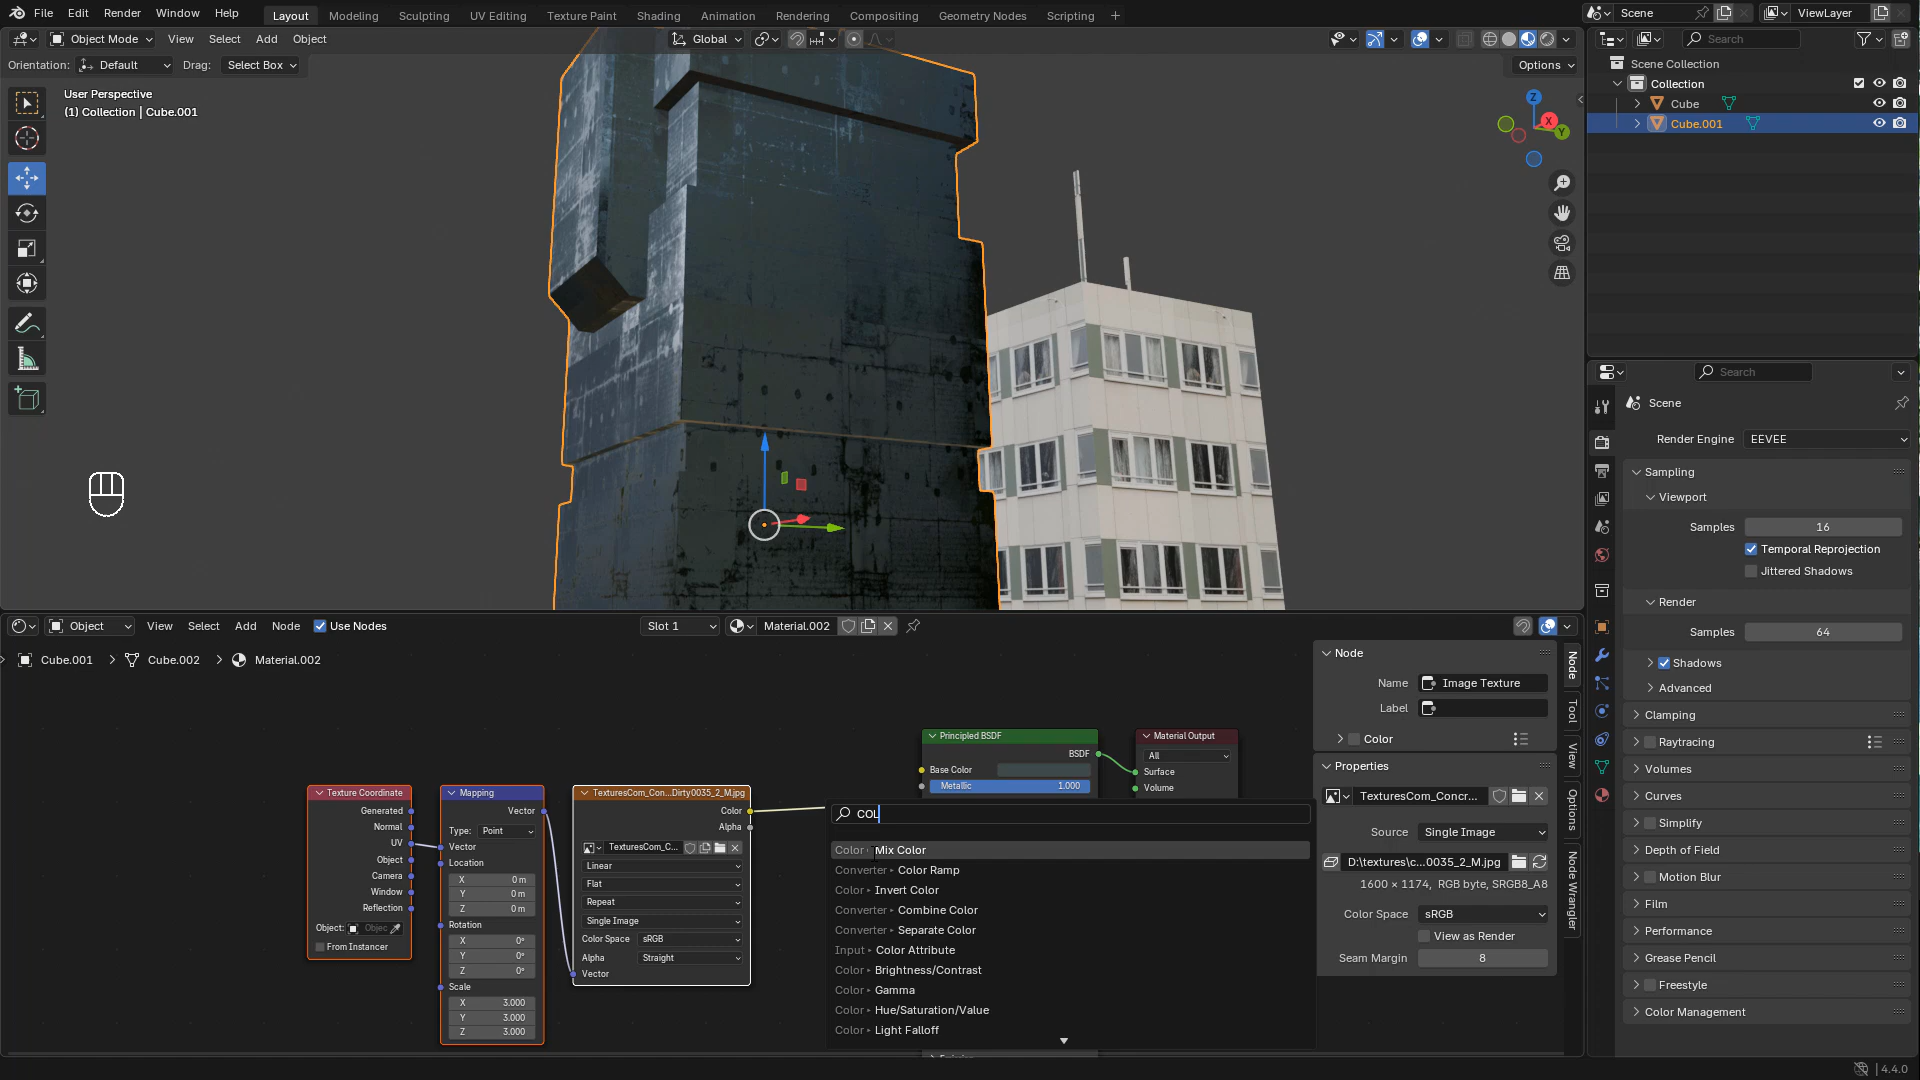 File Edit Render Window Help Layout Modeling Sculpting UV Editing Texture Paint Shading Animation Rendering Compositing Geometry Nodes Scripting + Scene ViewLayer
Object Mode View Select Add Object Global Search
Orientation: Default Drag: Select Box Options
Scene Collection
Collection
Cube
Cube.001
User Perspective
(1) Collection | Cube.001
Z
X
Y
Search
Scene
Render Engine EEVEE
Sampling
Viewport
Samples 16
Temporal Reprojection
Jittered Shadows
Render
Samples 64
Shadows
Advanced
Clamping
Raytracing
Volumes
Curves
Simplify
Depth of Field
Motion Blur
Film
Performance
Grease Pencil
Freestyle
Color Management
Object View Select Add Node Use Nodes Slot 1 Material.002
Cube.001 Cube.002 Material.002
Node
Name Image Texture
Label
Color
Properties
TexturesCom_Concr...
Source Single Image
D:\textures\c...0035_2_M.jpg
1600 × 1174, RGB byte, SRGB8_A8
Color Space sRGB
View as Render
Seam Margin 8
Node
Tool
View
Options
Node Wrangler
Principled BSDF
BSDF
Base Color
Metallic 1.000
Material Output
All
Surface
Volume
Texture Coordinate
Generated
Normal
UV
Object
Camera
Window
Reflection
Object: Objec
From Instancer
Mapping
Vector
Type: Point
Vector
Location
X 0 m
Y 0 m
Z 0 m
Rotation
X 0°
Y 0°
Z 0°
Scale
X 3.000
Y 3.000
Z 3.000
TexturesCom_Con...Dirty0035_2_M.jpg
Color
Alpha
TexturesCom_C...
Linear
Flat
Repeat
Single Image
Color Space sRGB
Alpha Straight
Vector
COL
Color Mix Color
Converter Color Ramp
Color Invert Color
Converter Combine Color
Converter Separate Color
Input Color Attribute
Color Brightness/Contrast
Color Gamma
Color Hue/Saturation/Value
Color Light Falloff
4.4.0